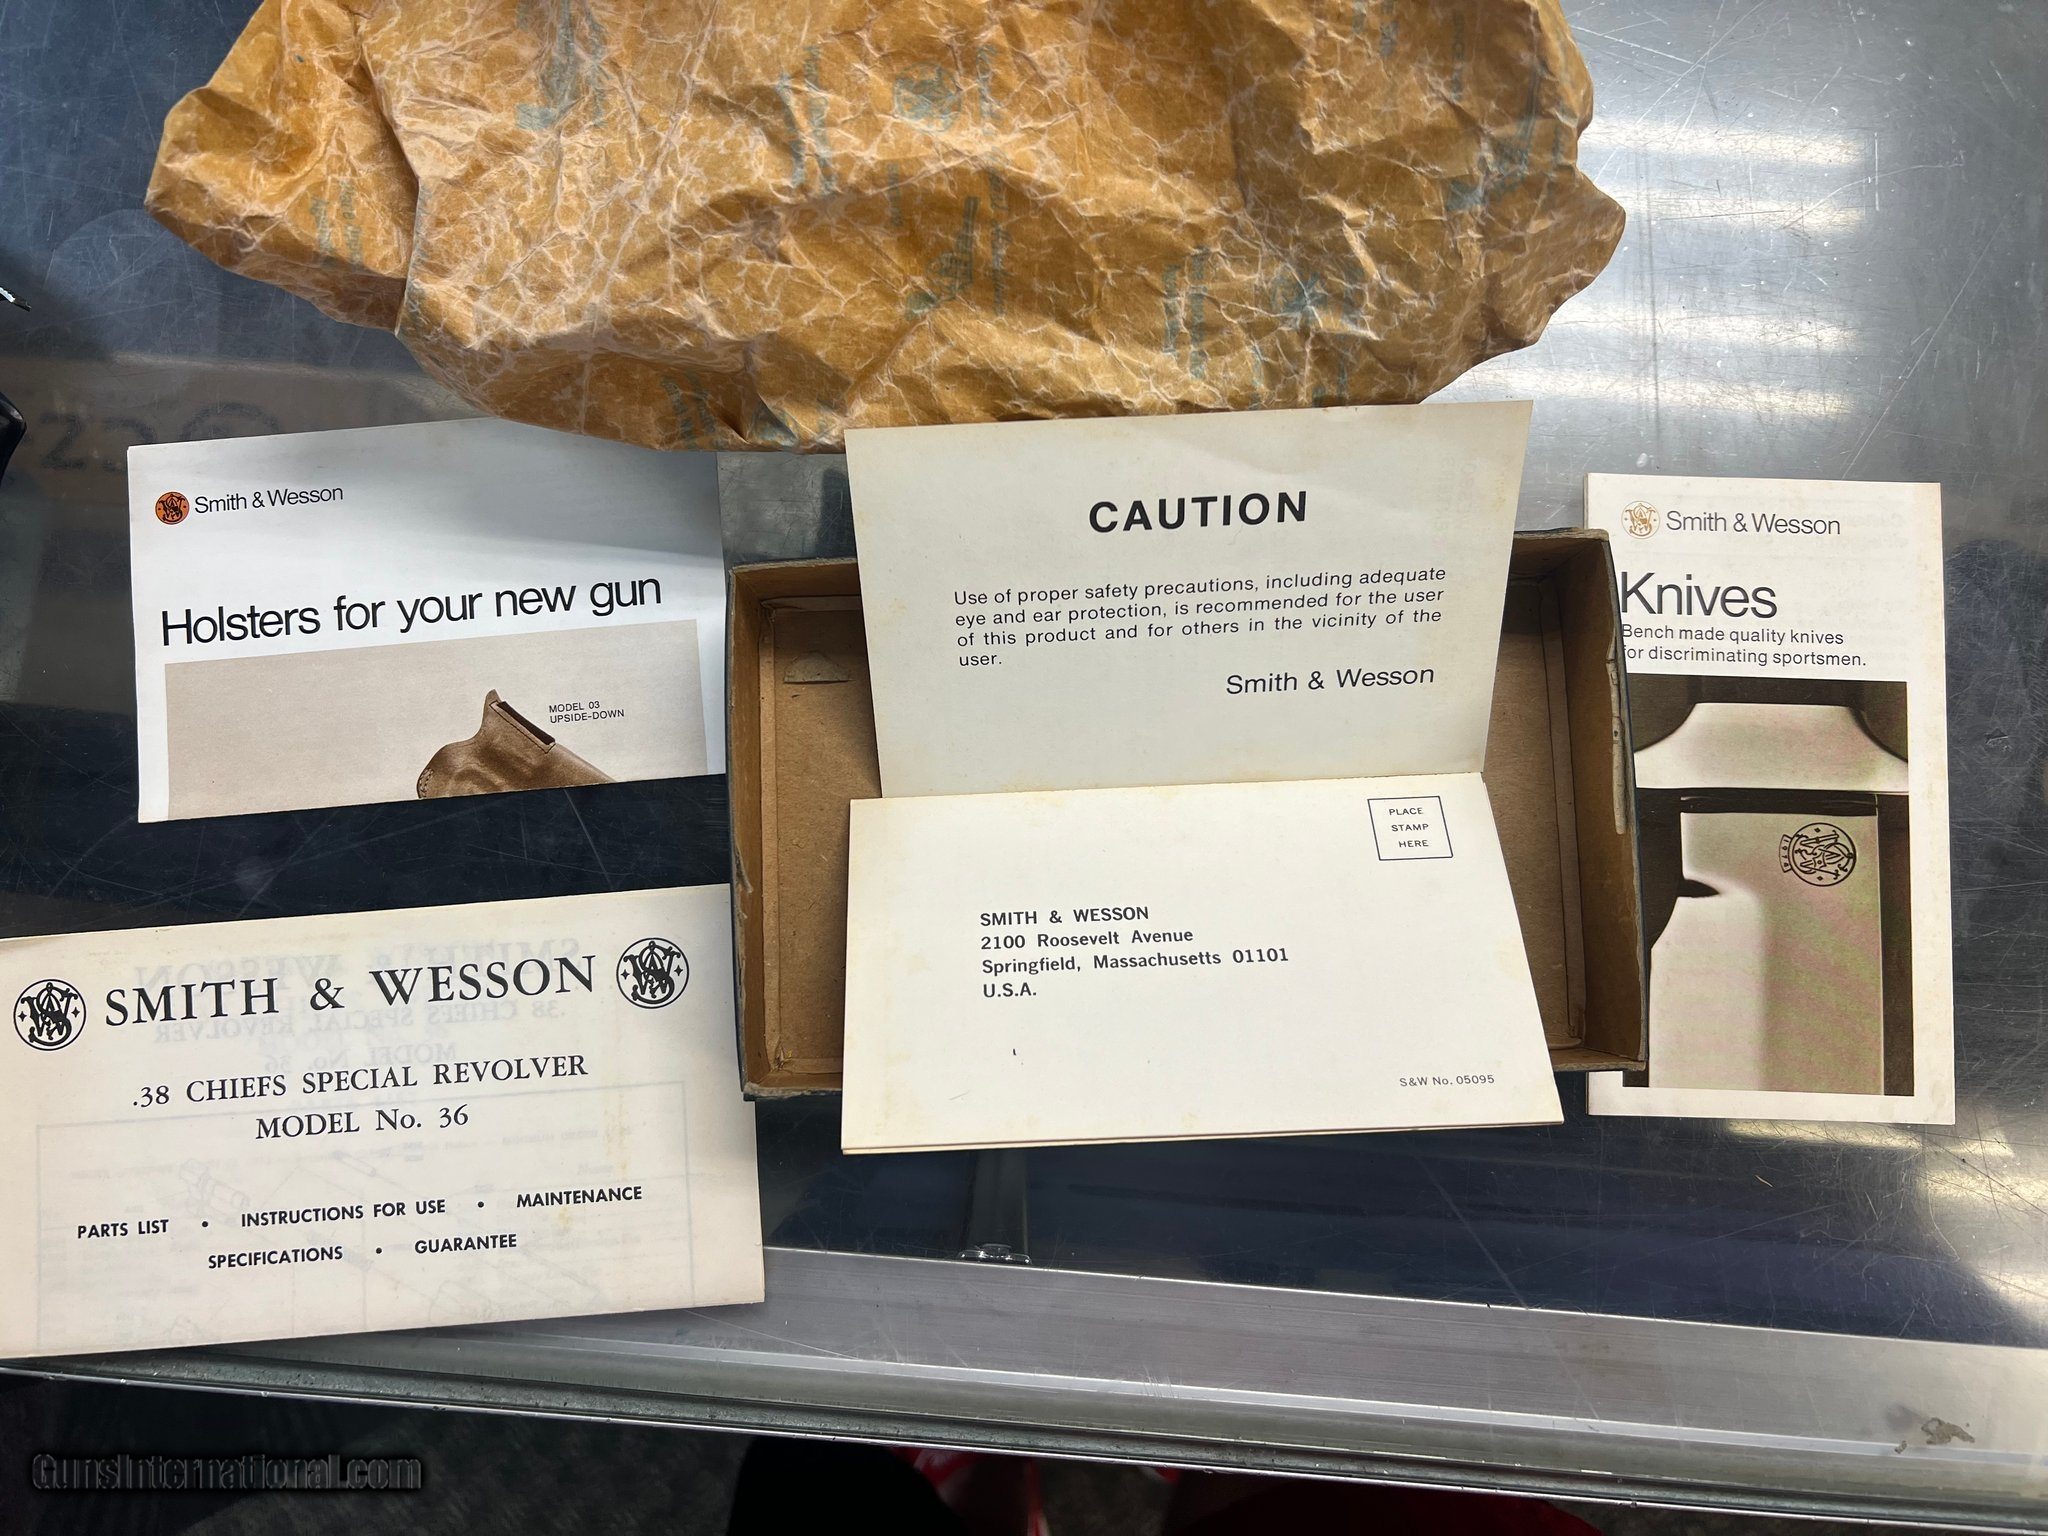 Smith & Wesson
Holsters for your new gun
MODEL 03
UPSIDE-DOWN
CAUTION
Use of proper safety precautions, including adequate
eye and ear protection, is recommended for the user
of this product and for others in the vicinity of the
user.
Smith & Wesson
Smith & Wesson
Knives
Bench made quality knives
for discriminating sportsmen.
1974
PLACE
STAMP
HERE
SMITH & WESSON
2100 Roosevelt Avenue
Springfield, Massachusetts 01101
U.S.A.
S&W No. 05095
SMITH & WESSON
.38 CHIEFS SPECIAL REVOLVER
MODEL No. 36
PARTS LIST • INSTRUCTIONS FOR USE • MAINTENANCE
SPECIFICATIONS • GUARANTEE
GunsInternational.com